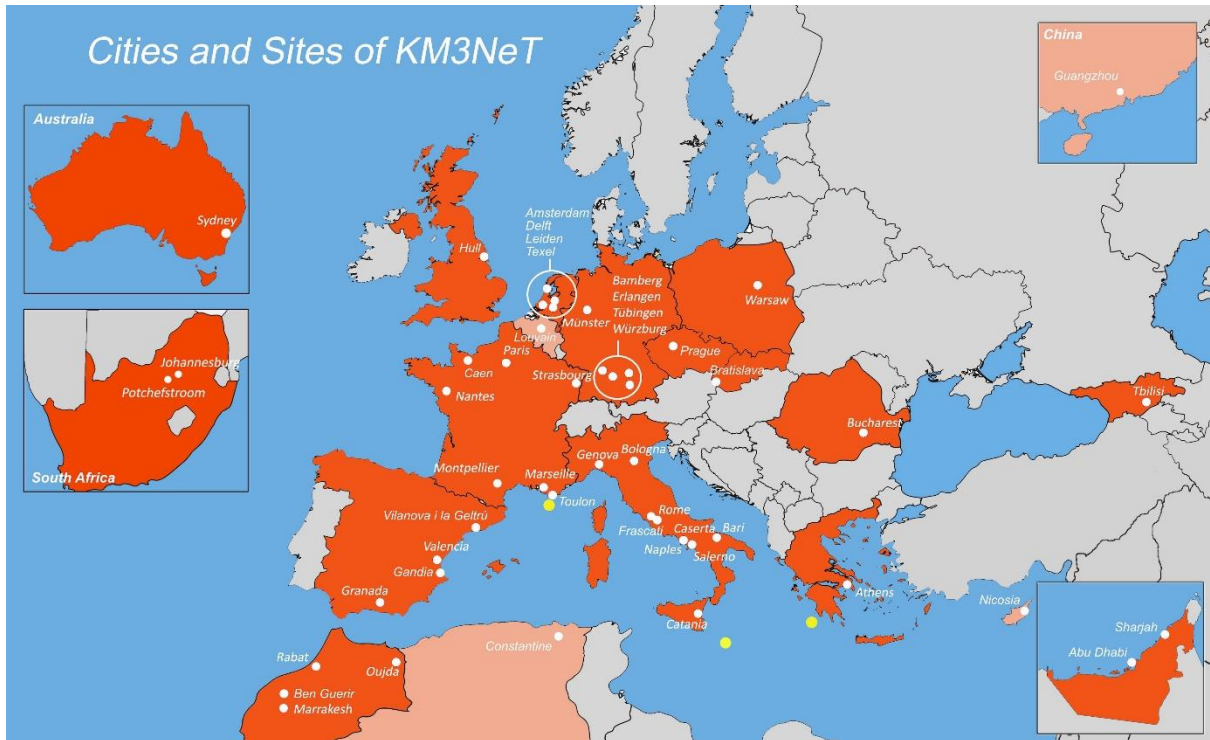 Cities and Sites of KM3NeT
China
Guangzhou
Australia
Sydney
Amsterdam
Delft
Leiden
Texel
Hull
Bamberg
Erlangen
Tübingen
Würzburg
Warsaw
Münster
Louvain
Paris
Prague
Caen
Strasbourg
Bratislava
Nantes
Johannesburg
Potchefstroom
South Africa
Tbilisi
Bucharest
Genova
Bologna
Montpellier
Marseille
Toulon
Vilanova i la Geltrú
Rome
Frascati
Caserta
Bari
Naples
Salerno
Valencia
Gandia
Granada
Athens
Catania
Nicosia
Sharjah
Abu Dhabi
Constantine
Rabat
Oujda
Ben Guerir
Marrakesh